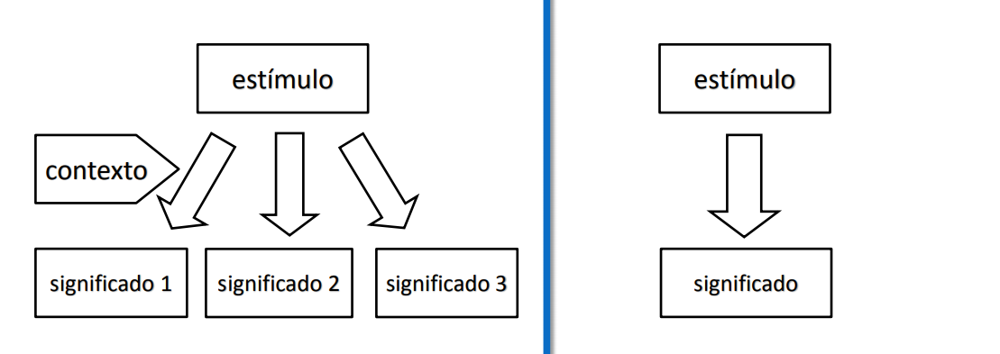 estímulo
contexto
significado 1
significado 2
significado 3
estímulo
significado